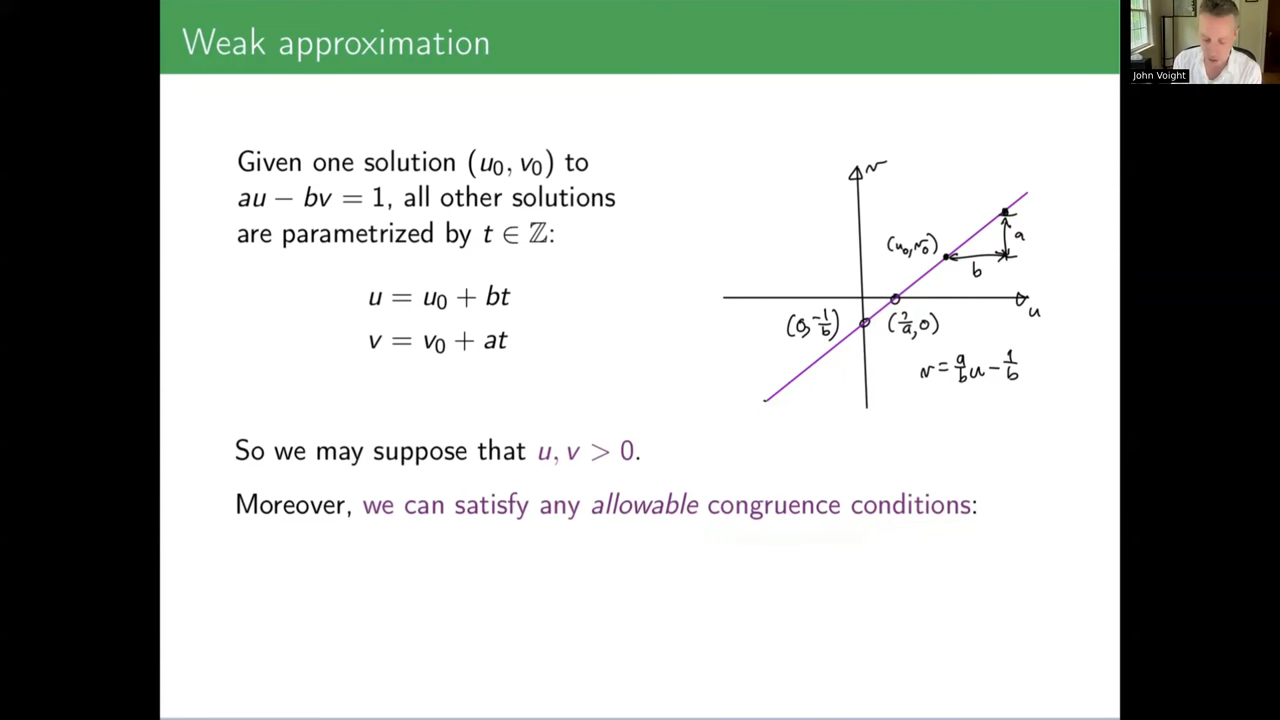 Weak approximation
John Voight
Given one solution (u₀, v₀) to
au − bv = 1, all other solutions
are parametrized by t ∈ ℤ:
u = u₀ + bt
v = v₀ + at
v
(u₀, v₀)
a
b
u
(0, -1/b)
(1/a, 0)
v = a/b u − 1/b
So we may suppose that u, v > 0.
Moreover, we can satisfy any allowable congruence conditions: